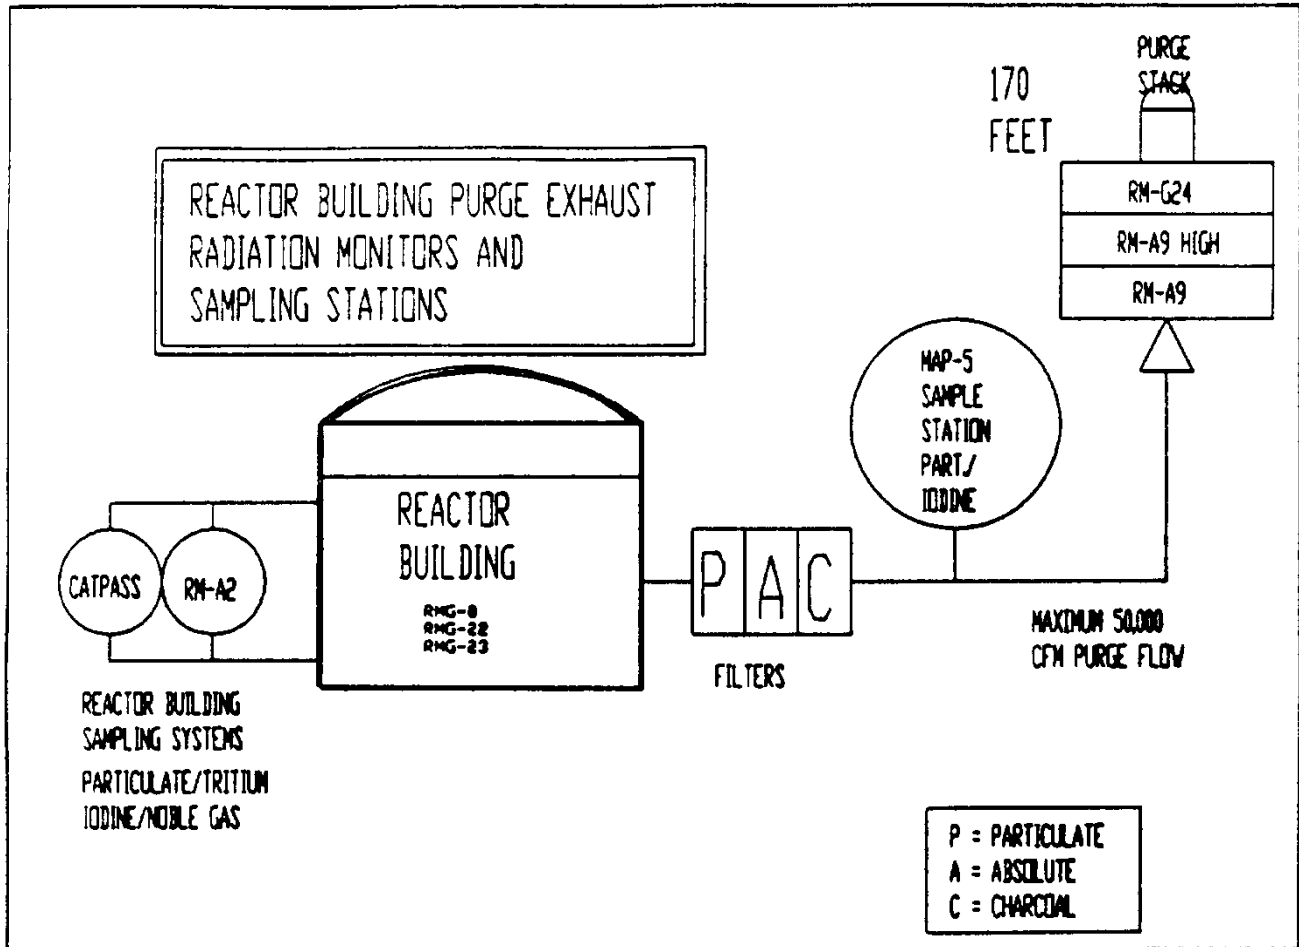 PURGE
STACK
170
FEET
RM-G24
RM-A9 HIGH
RM-A9
REACTOR BUILDING PURGE EXHAUST
RADIATION MONITORS AND
SAMPLING STATIONS
MAP-5
SAMPLE
STATION
PART./
IODINE
REACTOR
BUILDING
RMG-8
RMG-22
RMG-23
CATPASS
RM-A2
P A C
FILTERS
MAXIMUM 50,000
CFM PURGE FLOW
REACTOR BUILDING
SAMPLING SYSTEMS
PARTICULATE/TRITIUM
IODINE/NOBLE GAS
P = PARTICULATE
A = ABSOLUTE
C = CHARCOAL